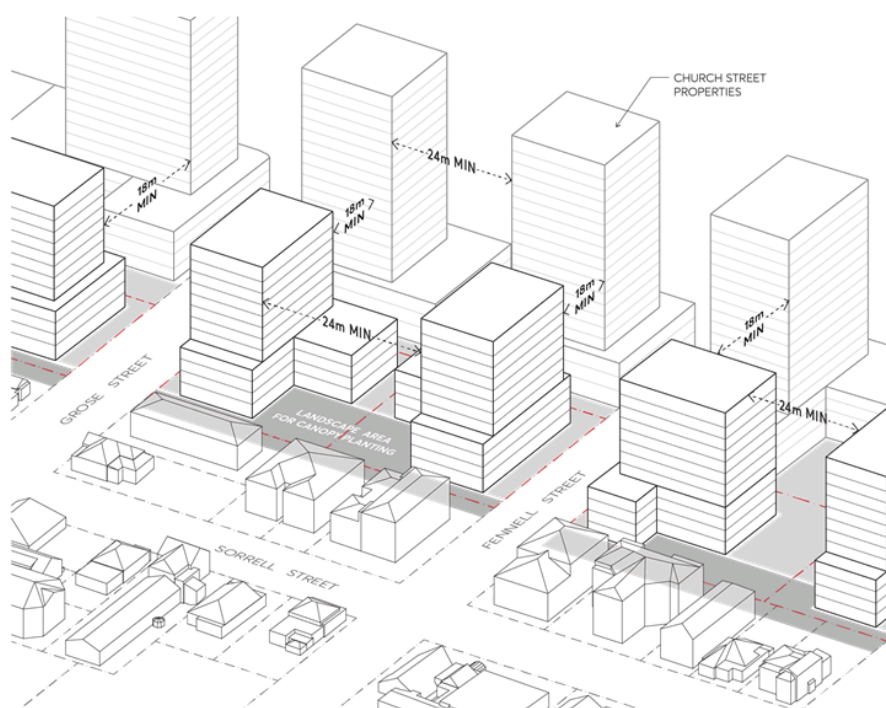 CHURCH STREET
PROPERTIES
24m MIN
18m
MIN
18m
MIN
18m
MIN
18m
MIN
24m MIN
24m MIN
GROSE STREET
LANDSCAPE AREA
FOR CANOPY PLANTING
FENNELL STREET
SORRELL STREET